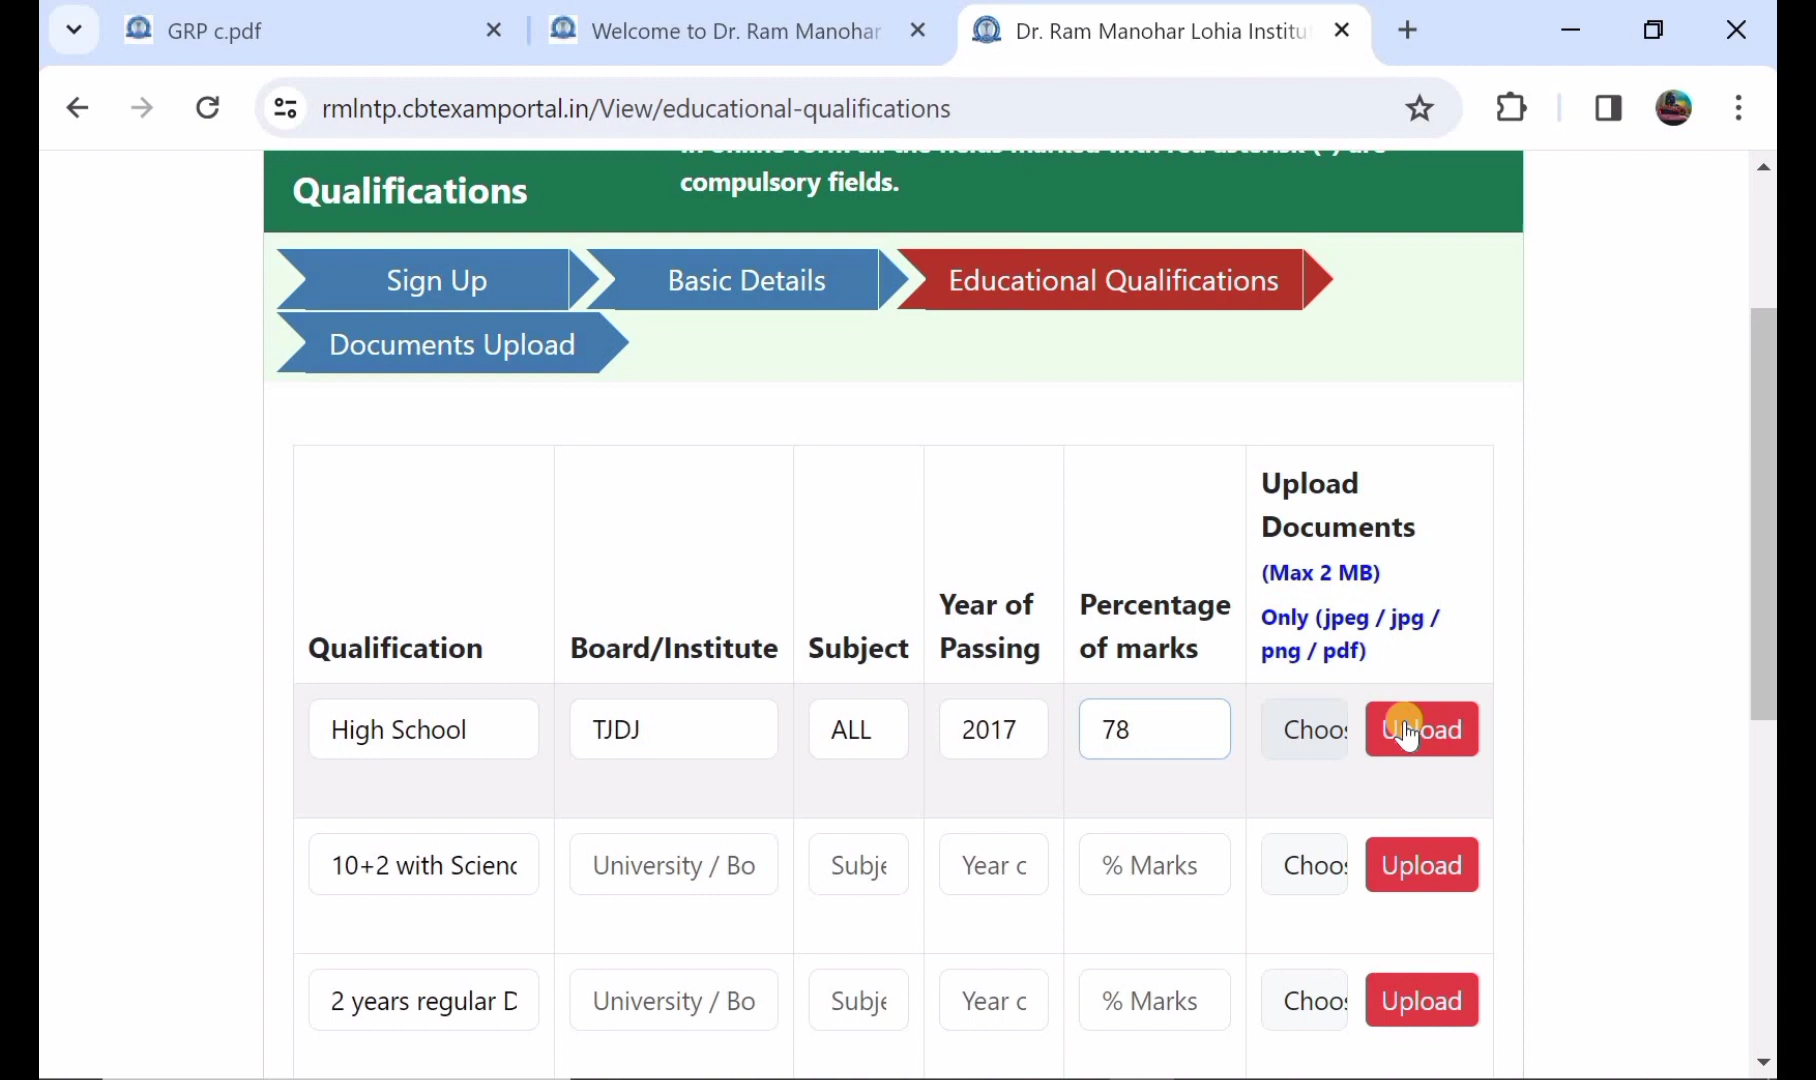 GRP c.pdf
Welcome to Dr. Ram Manohar
Dr. Ram Manohar Lohia Institu
rmlntp.cbtexamportal.in/View/educational-qualifications
compulsory fields.
Qualifications
Sign Up
Basic Details
Educational Qualifications
Documents Upload
Qualification
Board/Institute
Subject
Year of
Passing
Percentage
of marks
Upload
Documents
(Max 2 MB)
Only (jpeg / jpg /
png / pdf)
High School
TJDJ
ALL
2017
78
Choos
Upload
10+2 with Scienc
University / Bo
Subje
Year c
% Marks
Choos
Upload
2 years regular D
University / Bo
Subje
Year c
% Marks
Choos
Upload